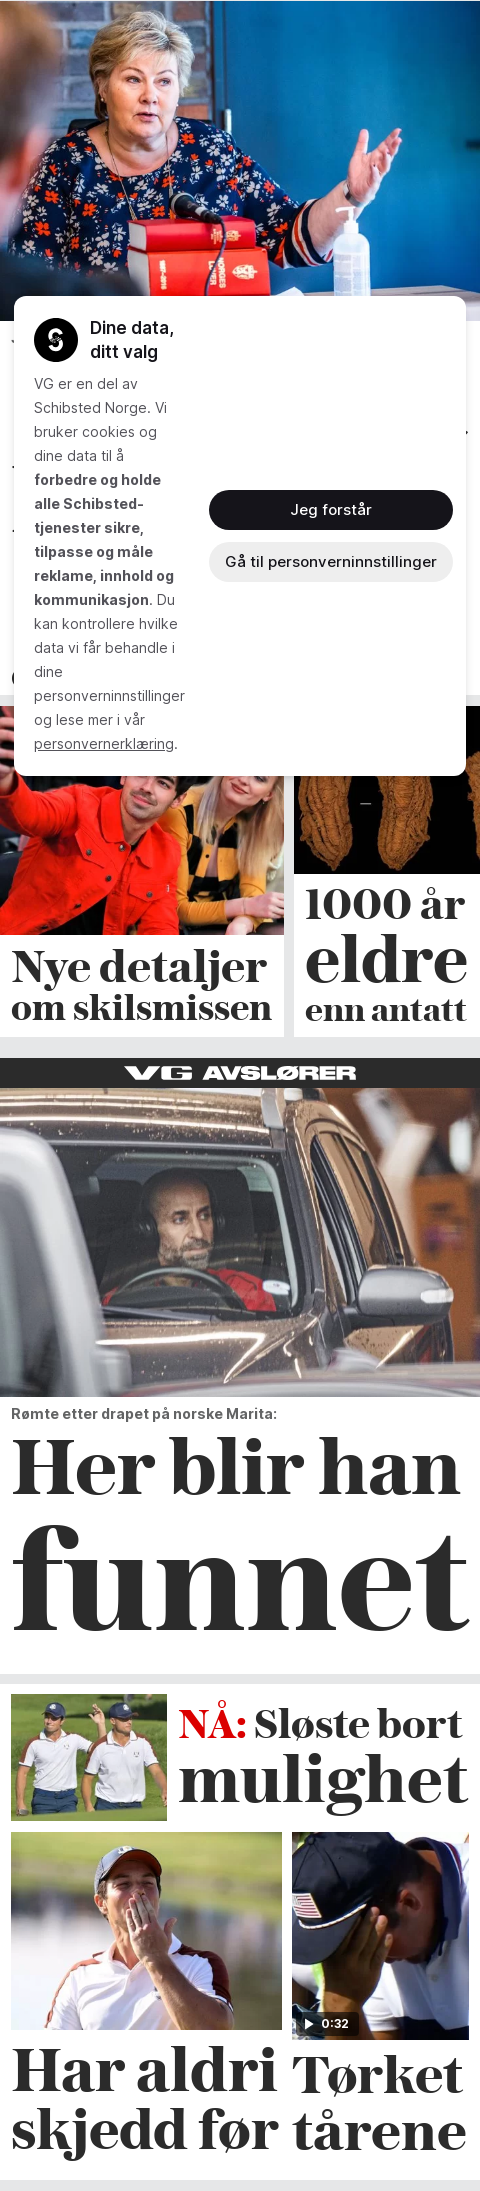 Dine data,
ditt valg
VG er en del av
Schibsted Norge. Vi
bruker cookies og
dine data til å
forbedre og holde
alle Schibsted-
tjenester sikre,
tilpasse og måle
reklame, innhold og
kommunikasjon. Du
kan kontrollere hvilke
data vi får behandle i
dine
personverninnstillinger
og lese mer i vår
personvernerklæring.
Jeg forstår
Gå til personverninnstillinger
Nye detaljer
om skilsmissen
1000 år
eldre
enn antatt
VG AVSLØRER
Rømte etter drapet på norske Marita:
Her blir han
funnet
NÅ: Sløste bort
mulighet
0:32
Har aldri
skjedd før
Tørket
tårene